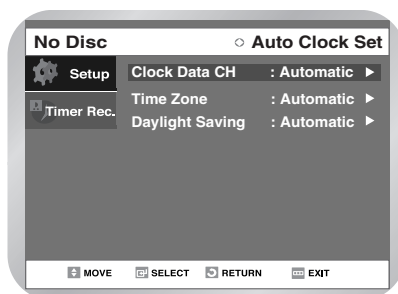 No Disc Auto Clock Set
Setup Clock Data CH : Automatic
Time Zone : Automatic
Timer Rec. Daylight Saving : Automatic
MOVE SELECT RETURN EXIT